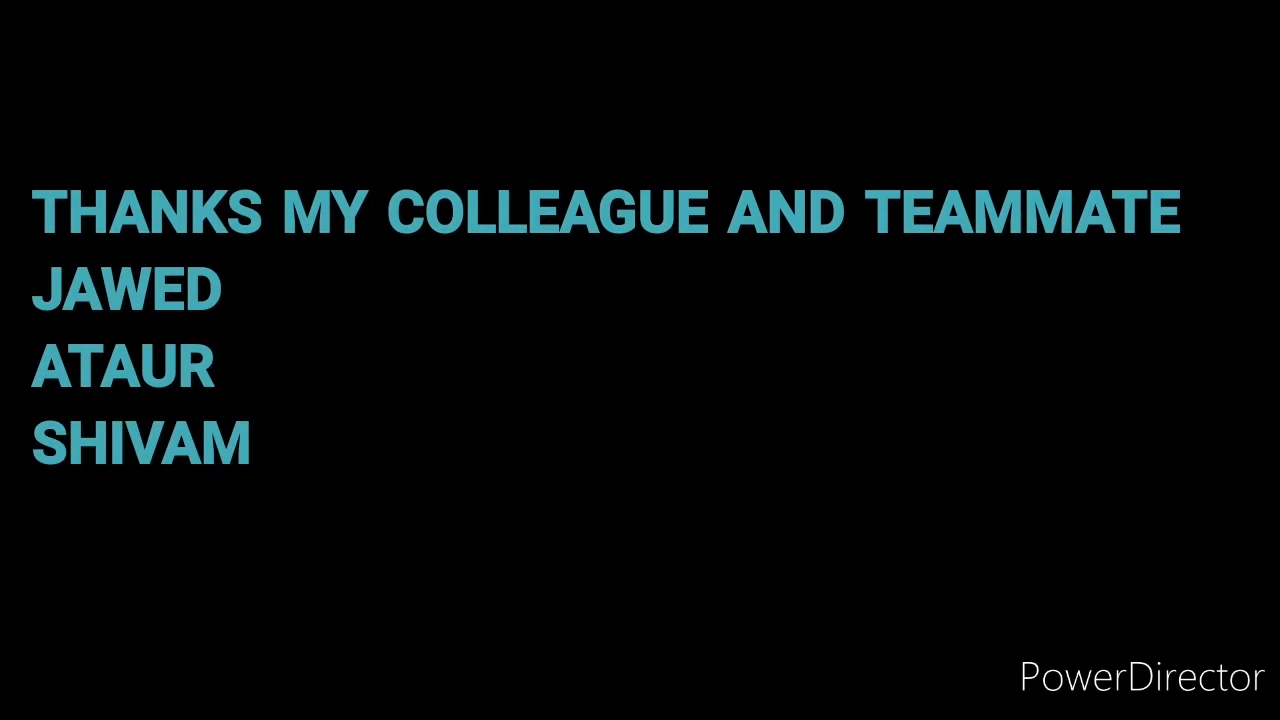 THANKS MY COLLEAGUE AND TEAMMATE
JAWED
ATAUR
SHIVAM
PowerDirector